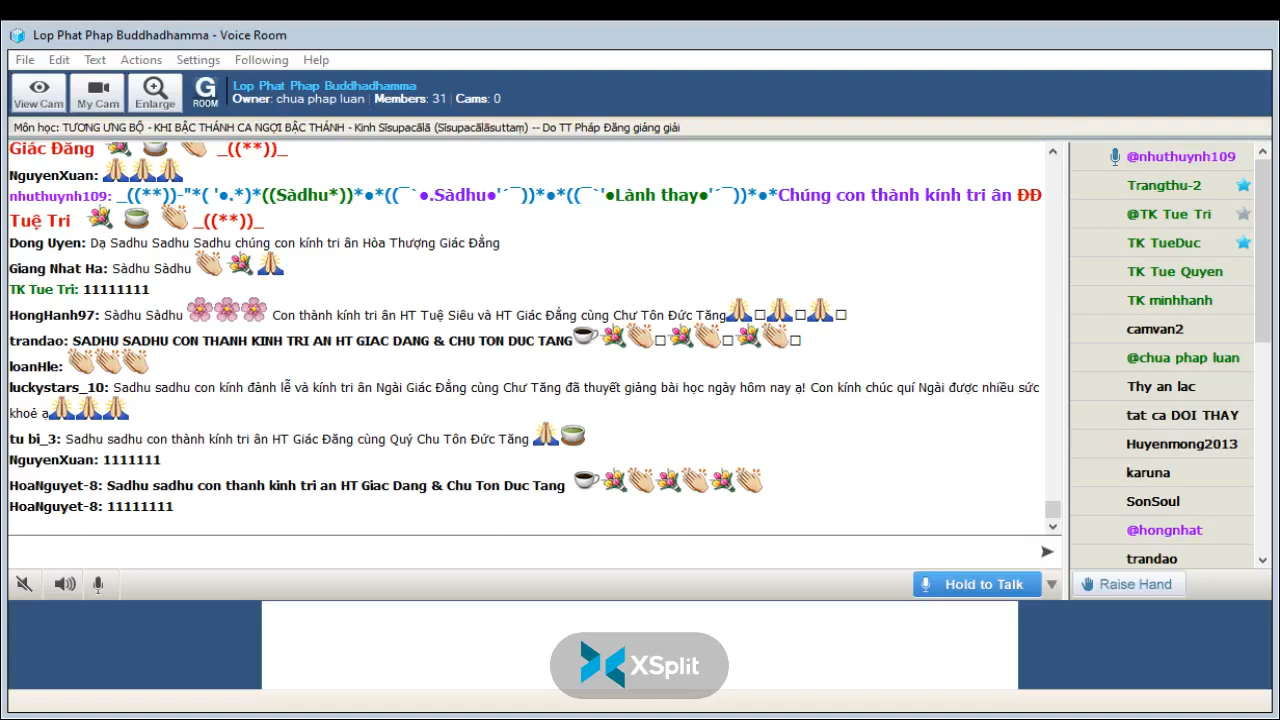 Lop Phat Phap Buddhadhamma - Voice Room
File Edit Text Actions Settings Following Help
View Cam My Cam Enlarge G ROOM
Lop Phat Phap Buddhadhamma
Owner: chua phap luan | Members: 31 | Cams: 0
Môn học: TƯƠNG ƯNG BỘ - KHI BẬC THÁNH CA NGỢI BẬC THÁNH - Kinh Sīsupacālā (Sīsupacālāsuttaṃ) -- Do TT Pháp Đăng giảng giải
Giác Đăng _((**))_
NguyenXuan:
nhuthuynh109: _((**))-"*( '●.*)*((Sàdhu*))*●*((¯`●.Sàdhu●'´¯))*●*((¯`'●Lành thay●'´¯))*●*Chúng con thành kính tri ân ĐĐ
Tuệ Tri _((**))_
Dong Uyen: Dạ Sadhu Sadhu Sadhu chúng con kính tri ân Hòa Thượng Giác Đẳng
Giang Nhat Ha: Sàdhu Sàdhu
TK Tue Tri: 11111111
HongHanh97: Sàdhu Sàdhu Con thành kính tri ân HT Tuệ Siêu và HT Giác Đẳng cùng Chư Tôn Đức Tăng
trandao: SADHU SADHU CON THANH KINH TRI AN HT GIAC DANG & CHU TON DUC TANG
loanHle:
luckystars_10: Sadhu sadhu con kính đảnh lễ và kính tri ân Ngài Giác Đẳng cùng Chư Tăng đã thuyết giảng bài học ngày hôm nay ạ! Con kính chúc quí Ngài được nhiều sức
khoẻ ạ
tu bi_3: Sadhu sadhu con thành kính tri ân HT Giác Đăng cùng Quý Chu Tôn Đức Tăng
NguyenXuan: 1111111
HoaNguyet-8: Sadhu sadhu con thanh kinh tri an HT Giac Dang & Chu Ton Duc Tang
HoaNguyet-8: 11111111
@nhuthuynh109
Trangthu-2
@TK Tue Tri
TK TueDuc
TK Tue Quyen
TK minhhanh
camvan2
@chua phap luan
Thy an lac
tat ca DOI THAY
Huyenmong2013
karuna
SonSoul
@hongnhat
trandao
Hold to Talk
Raise Hand
XSplit